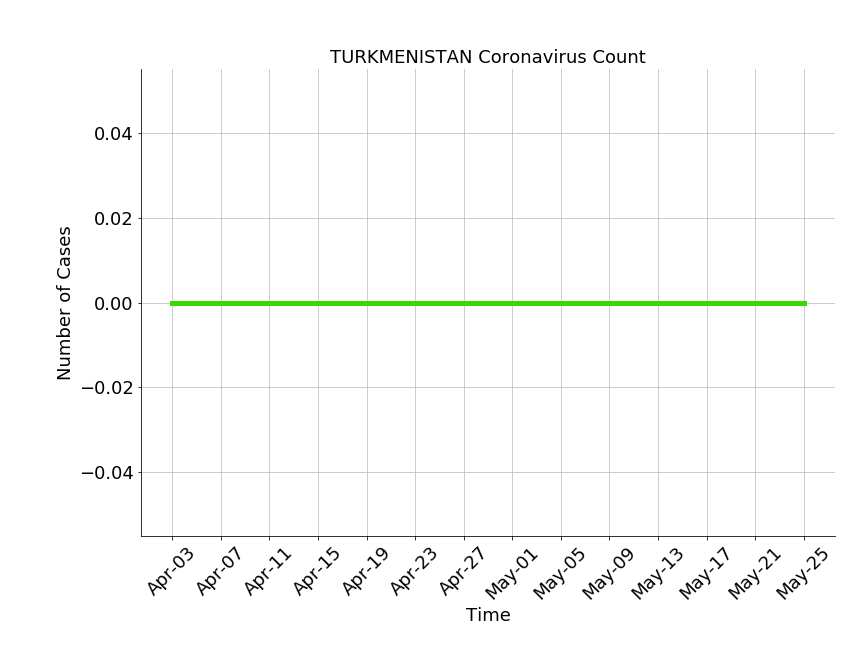 TURKMENISTAN Coronavirus Count
0.04
0.02
0.00
−0.02
−0.04
Number of Cases
Apr-03
Apr-07
Apr-11
Apr-15
Apr-19
Apr-23
Apr-27
May-01
May-05
May-09
May-13
May-17
May-21
May-25
Time